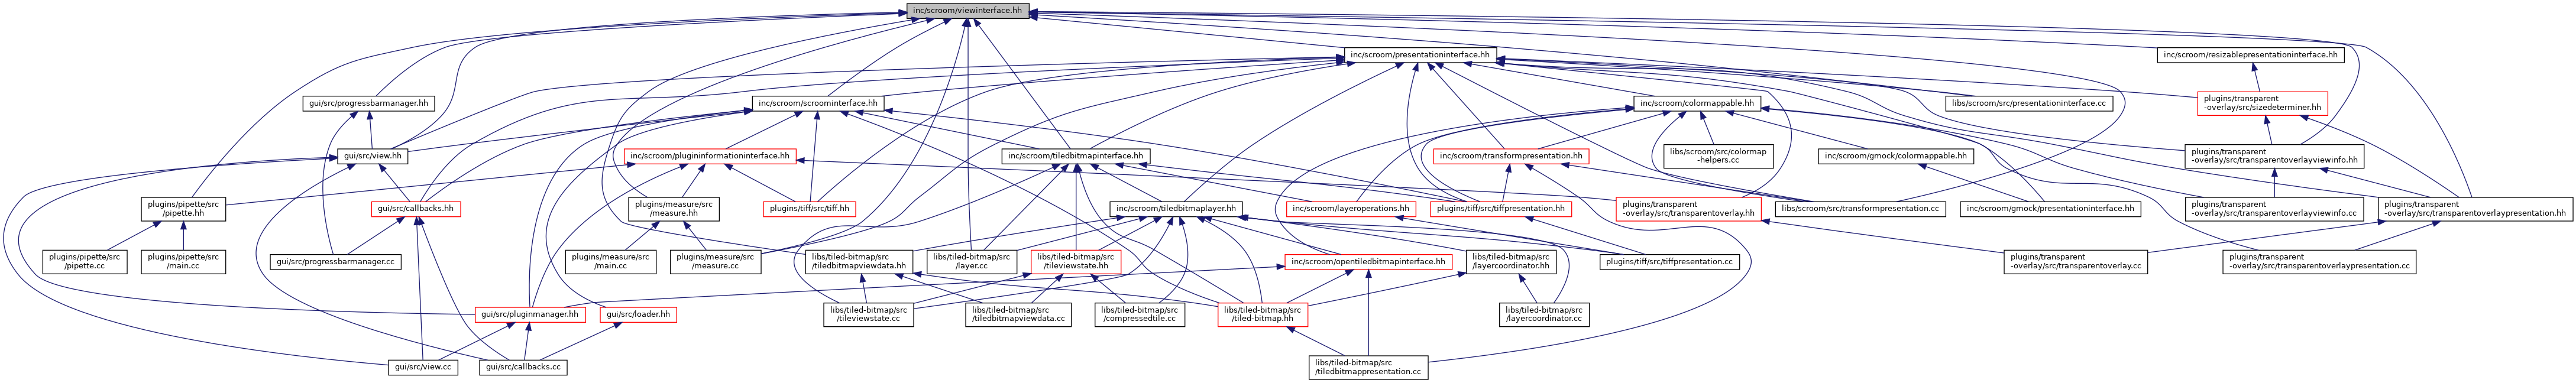 inc/scroom/viewinterface.hh
inc/scroom/presentationinterface.hh
inc/scroom/resizablepresentationinterface.hh
gui/src/progressbarmanager.hh
inc/scroom/scroominterface.hh
inc/scroom/colormappable.hh
libs/scroom/src/presentationinterface.cc
plugins/transparent
-overlay/src/sizedeterminer.hh
gui/src/view.hh
inc/scroom/plugininformationinterface.hh
inc/scroom/tiledbitmapinterface.hh
inc/scroom/transformpresentation.hh
libs/scroom/src/colormap
-helpers.cc
inc/scroom/gmock/colormappable.hh
plugins/transparent
-overlay/src/transparentoverlayviewinfo.hh
plugins/pipette/src
/pipette.hh
gui/src/callbacks.hh
plugins/measure/src
/measure.hh
plugins/tiff/src/tiff.hh
inc/scroom/tiledbitmaplayer.hh
inc/scroom/layeroperations.hh
plugins/tiff/src/tiffpresentation.hh
plugins/transparent
-overlay/src/transparentoverlay.hh
libs/scroom/src/transformpresentation.cc
inc/scroom/gmock/presentationinterface.hh
plugins/transparent
-overlay/src/transparentoverlayviewinfo.cc
plugins/transparent
-overlay/src/transparentoverlaypresentation.hh
plugins/pipette/src
/pipette.cc
plugins/pipette/src
/main.cc
gui/src/progressbarmanager.cc
plugins/measure/src
/main.cc
plugins/measure/src
/measure.cc
libs/tiled-bitmap/src
/tiledbitmapviewdata.hh
libs/tiled-bitmap/src
/layer.cc
libs/tiled-bitmap/src
/tileviewstate.hh
inc/scroom/opentiledbitmapinterface.hh
libs/tiled-bitmap/src
/layercoordinator.hh
plugins/tiff/src/tiffpresentation.cc
plugins/transparent
-overlay/src/transparentoverlay.cc
plugins/transparent
-overlay/src/transparentoverlaypresentation.cc
gui/src/pluginmanager.hh
gui/src/loader.hh
libs/tiled-bitmap/src
/tileviewstate.cc
libs/tiled-bitmap/src
/tiledbitmapviewdata.cc
libs/tiled-bitmap/src
/compressedtile.cc
libs/tiled-bitmap/src
/tiled-bitmap.hh
libs/tiled-bitmap/src
/layercoordinator.cc
gui/src/view.cc
gui/src/callbacks.cc
libs/tiled-bitmap/src
/tiledbitmappresentation.cc